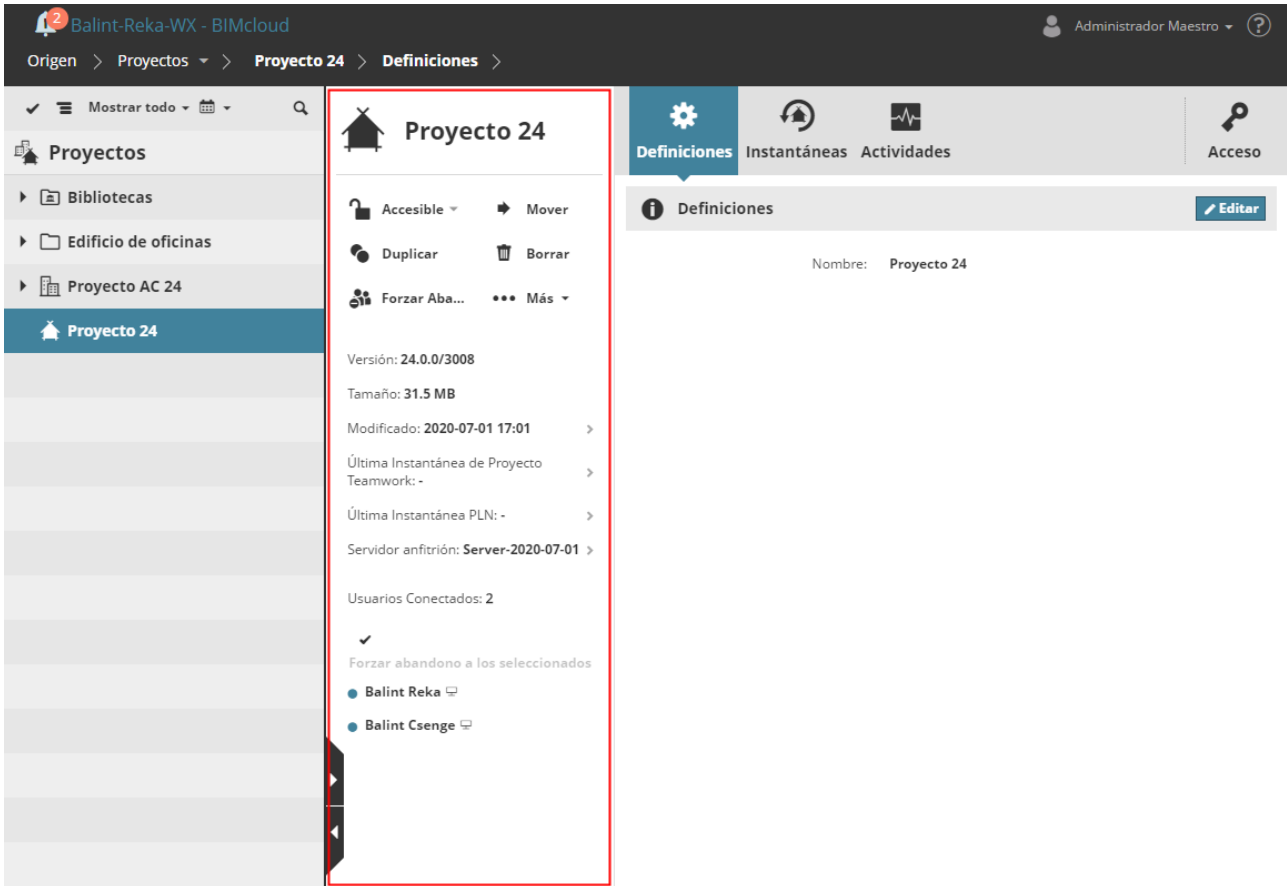 2
Balint-Reka-WX - BIMcloud
Administrador Maestro
?
Origen > Proyectos > Proyecto 24 > Definiciones >
Mostrar todo
Proyectos
Bibliotecas
Edificio de oficinas
Proyecto AC 24
Proyecto 24
Proyecto 24
Accesible
Mover
Duplicar
Borrar
Forzar Aba...
Más
Versión: 24.0.0/3008
Tamaño: 31.5 MB
Modificado: 2020-07-01 17:01
Última Instantánea de Proyecto
Teamwork: -
Última Instantánea PLN: -
Servidor anfitrión: Server-2020-07-01
Usuarios Conectados: 2
Forzar abandono a los seleccionados
Balint Reka
Balint Csenge
Definiciones
Instantáneas
Actividades
Acceso
Definiciones
Editar
Nombre: Proyecto 24